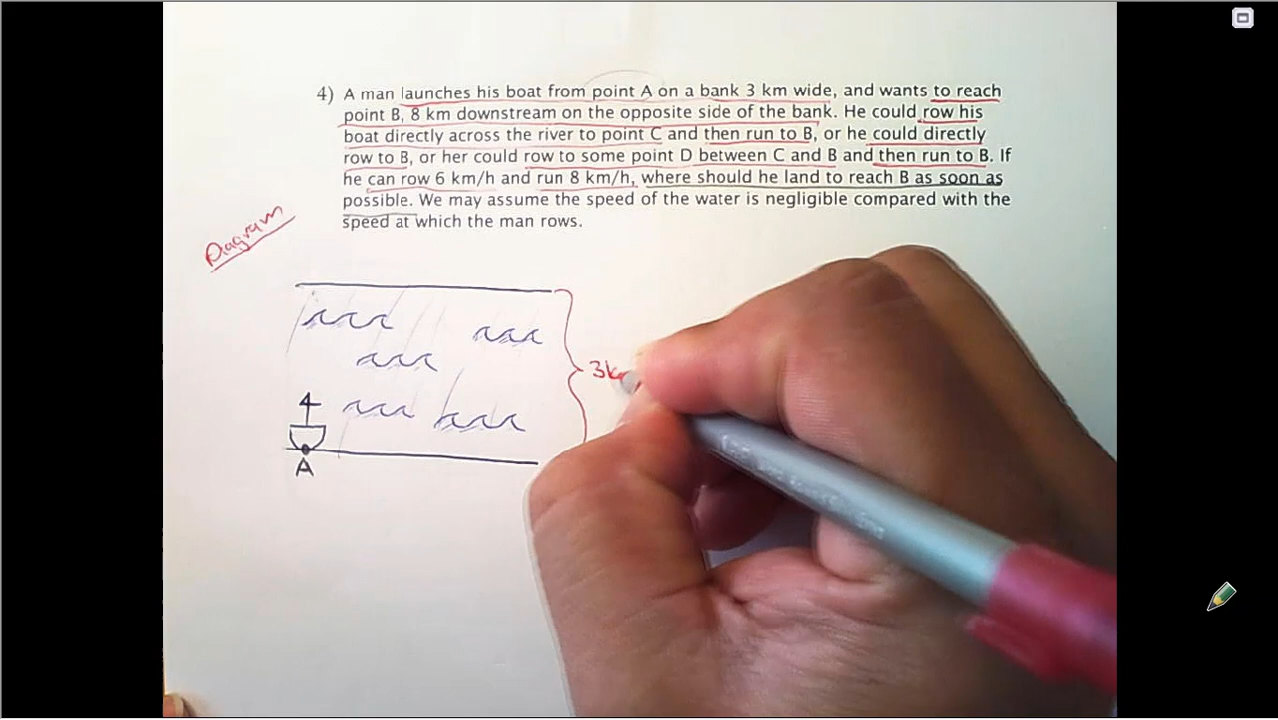 4) A man launches his boat from point A on a bank 3 km wide, and wants to reach
point B, 8 km downstream on the opposite side of the bank. He could row his
boat directly across the river to point C and then run to B, or he could directly
row to B, or her could row to some point D between C and B and then run to B. If
he can row 6 km/h and run 8 km/h, where should he land to reach B as soon as
possible. We may assume the speed of the water is negligible compared with the
speed at which the man rows.
Diagram
3k
A